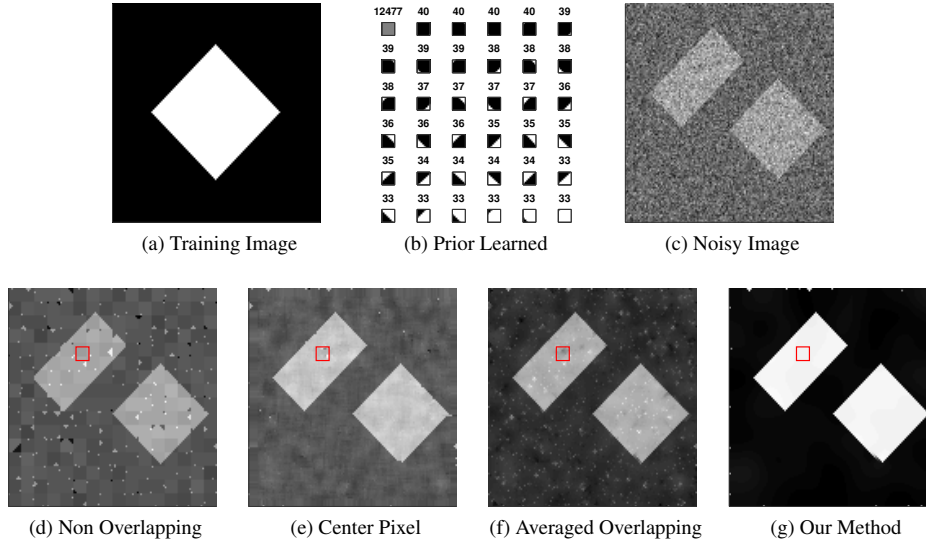 12477 40 40 40 40 39
39 39 39 38 38 38
38 37 37 37 37 36
36 36 36 35 35 35
35 34 34 34 34 33
33 33 33 33 33 33
(a) Training Image (b) Prior Learned (c) Noisy Image
(d) Non Overlapping (e) Center Pixel (f) Averaged Overlapping (g) Our Method